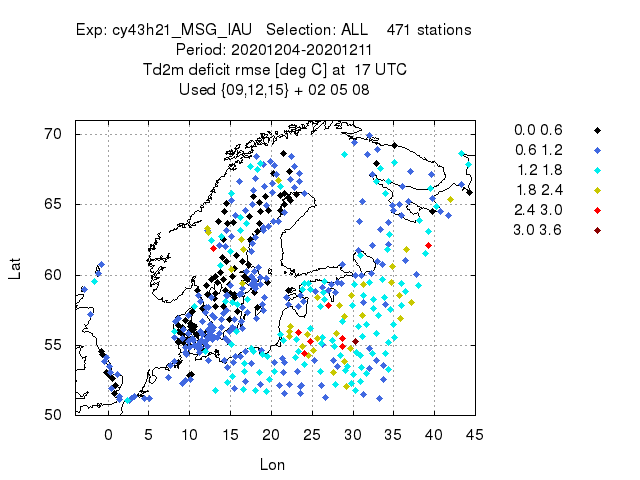 Exp: cy43h21_MSG_IAU   Selection: ALL    471 stations
Period: 20201204-20201211
Td2m deficit rmse [deg C] at  17 UTC
Used {09,12,15} + 02 05 08
0.0 0.6
0.6 1.2
1.2 1.8
1.8 2.4
2.4 3.0
3.0 3.6
70
65
60
55
50
Lat
0 5 10 15 20 25 30 35 40 45
Lon